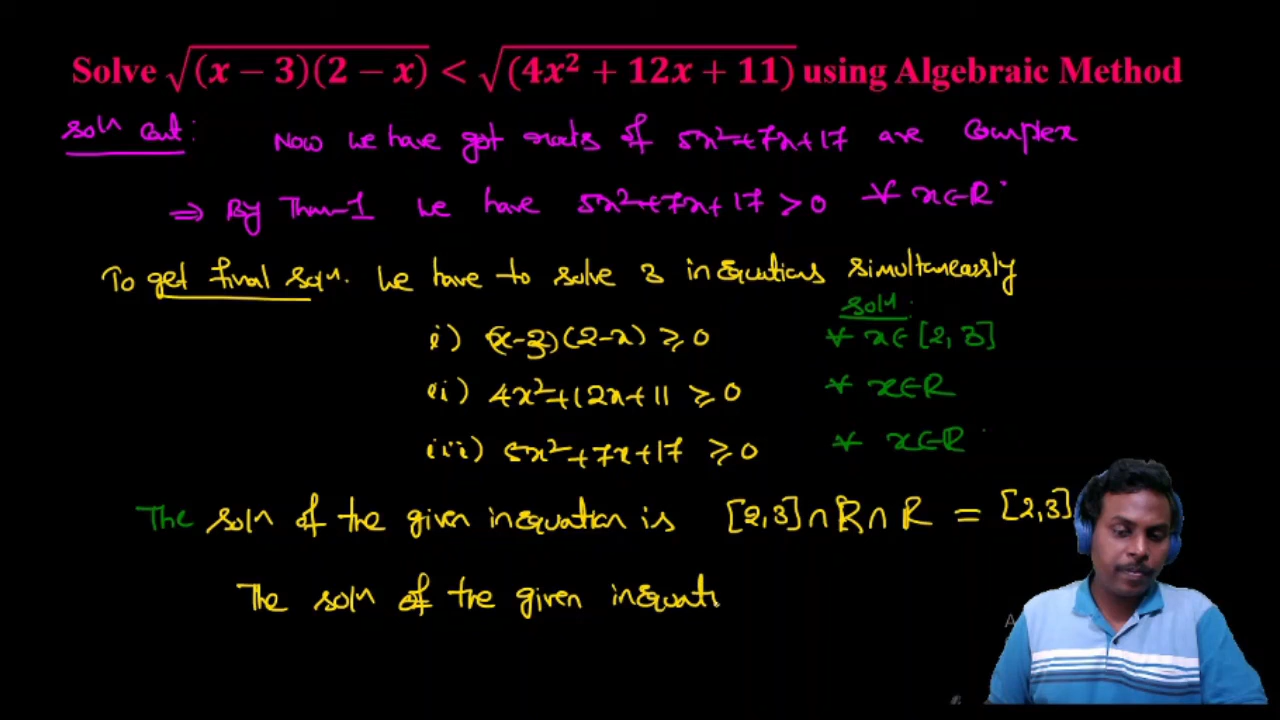 Solve √(x − 3)(2 − x) < √(4x² + 12x + 11) using Algebraic Method
Soln cnt: Now we have got roots of 5x²+7x+17 are Complex
⇒ By Thm-1 we have 5x²+7x+17 > 0 ∀ x∈R
To get final soln. we have to solve 3 inequations simultaneously
soln:
i) (x-3)(2-x) ≥ 0 ∀ x∈[2,3]
ii) 4x²+12x+11 ≥ 0 ∀ x∈R
iii) 5x²+7x+17 ≥ 0 ∀ x∈R
The soln of the given inequation is [2,3]∩R∩R = [2,3]
The soln of the given inequati